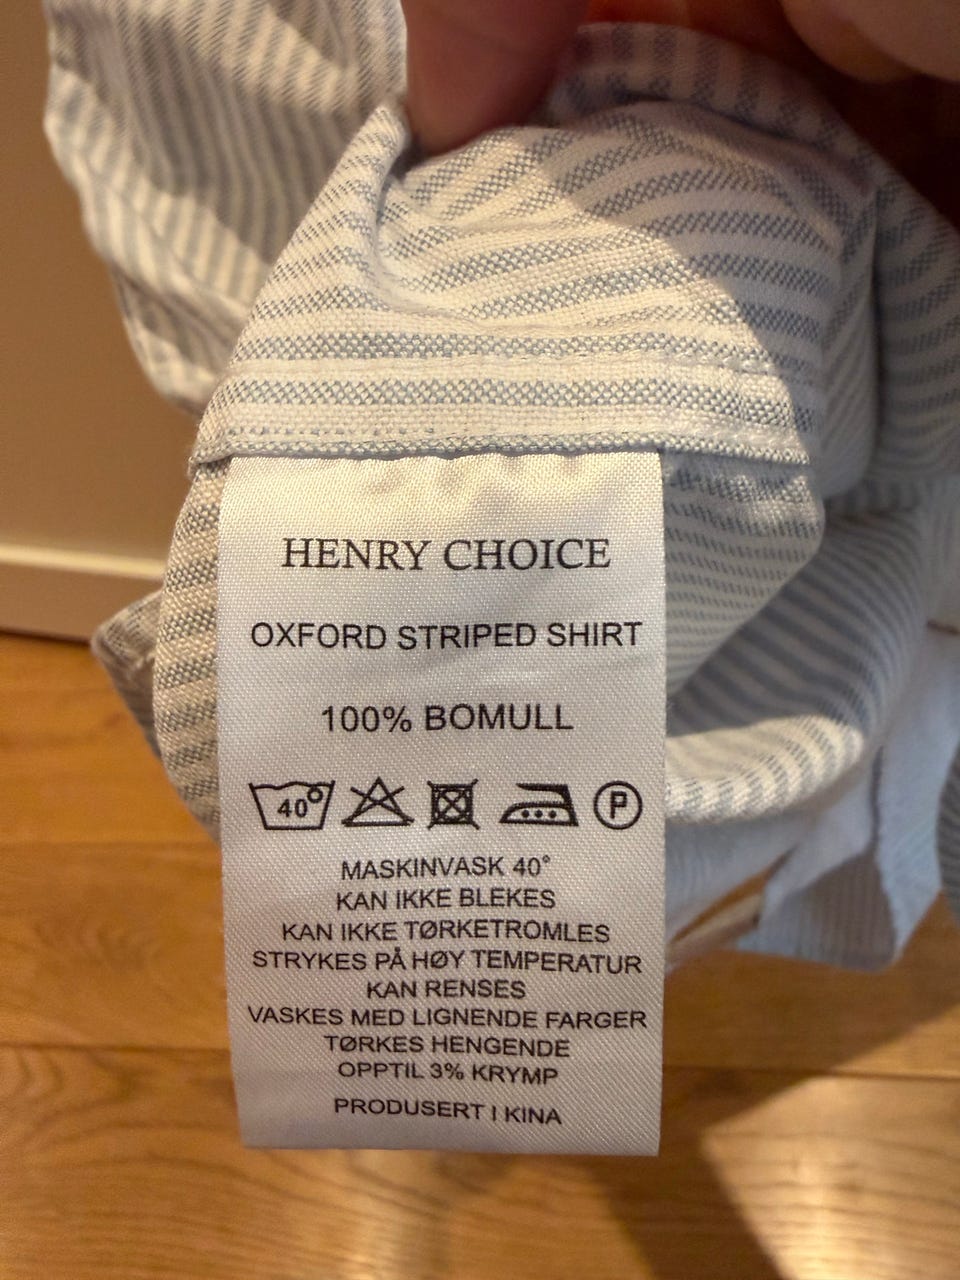 HENRY CHOICE
OXFORD STRIPED SHIRT
100% BOMULL
40° P
MASKINVASK 40°
KAN IKKE BLEKES
KAN IKKE TØRKETROMLES
STRYKES PÅ HØY TEMPERATUR
KAN RENSES
VASKES MED LIGNENDE FARGER
TØRKES HENGENDE
OPPTIL 3% KRYMP
PRODUSERT I KINA